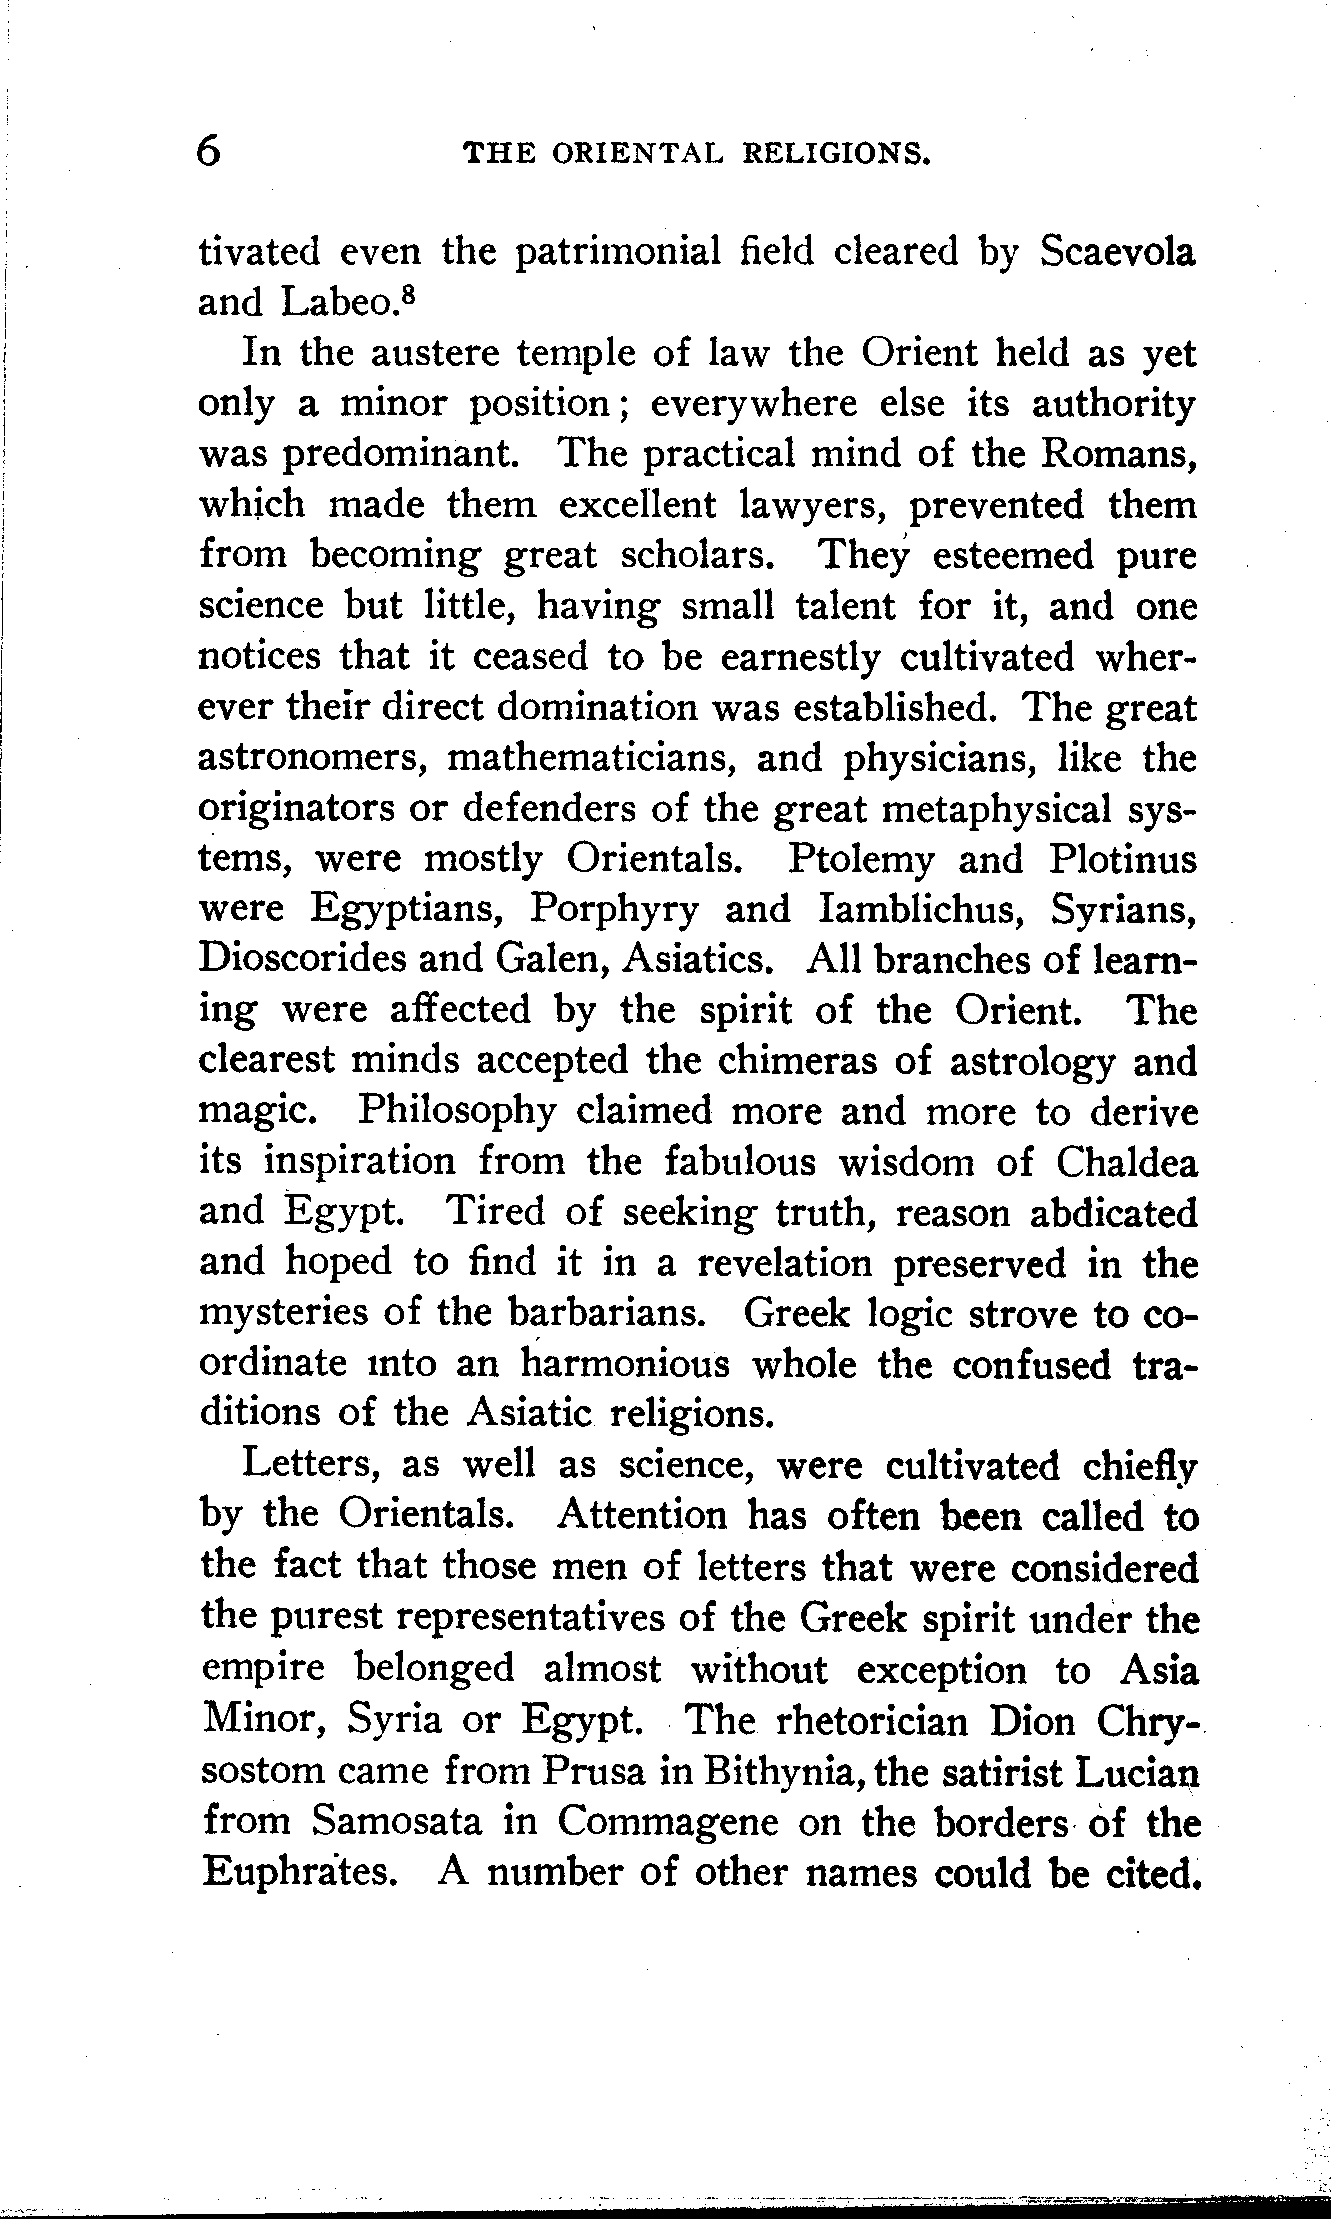 6 THE ORIENTAL RELIGIONS.
tivated even the patrimonial field cleared by Scaevola
and Labeo.⁸
In the austere temple of law the Orient held as yet
only a minor position; everywhere else its authority
was predominant. The practical mind of the Romans,
which made them excellent lawyers, prevented them
from becoming great scholars. They esteemed pure
science but little, having small talent for it, and one
notices that it ceased to be earnestly cultivated wher-
ever their direct domination was established. The great
astronomers, mathematicians, and physicians, like the
originators or defenders of the great metaphysical sys-
tems, were mostly Orientals. Ptolemy and Plotinus
were Egyptians, Porphyry and Iamblichus, Syrians,
Dioscorides and Galen, Asiatics. All branches of learn-
ing were affected by the spirit of the Orient. The
clearest minds accepted the chimeras of astrology and
magic. Philosophy claimed more and more to derive
its inspiration from the fabulous wisdom of Chaldea
and Egypt. Tired of seeking truth, reason abdicated
and hoped to find it in a revelation preserved in the
mysteries of the barbarians. Greek logic strove to co-
ordinate into an harmonious whole the confused tra-
ditions of the Asiatic religions.
Letters, as well as science, were cultivated chiefly
by the Orientals. Attention has often been called to
the fact that those men of letters that were considered
the purest representatives of the Greek spirit under the
empire belonged almost without exception to Asia
Minor, Syria or Egypt. The rhetorician Dion Chry-
sostom came from Prusa in Bithynia, the satirist Lucian
from Samosata in Commagene on the borders of the
Euphrates. A number of other names could be cited.